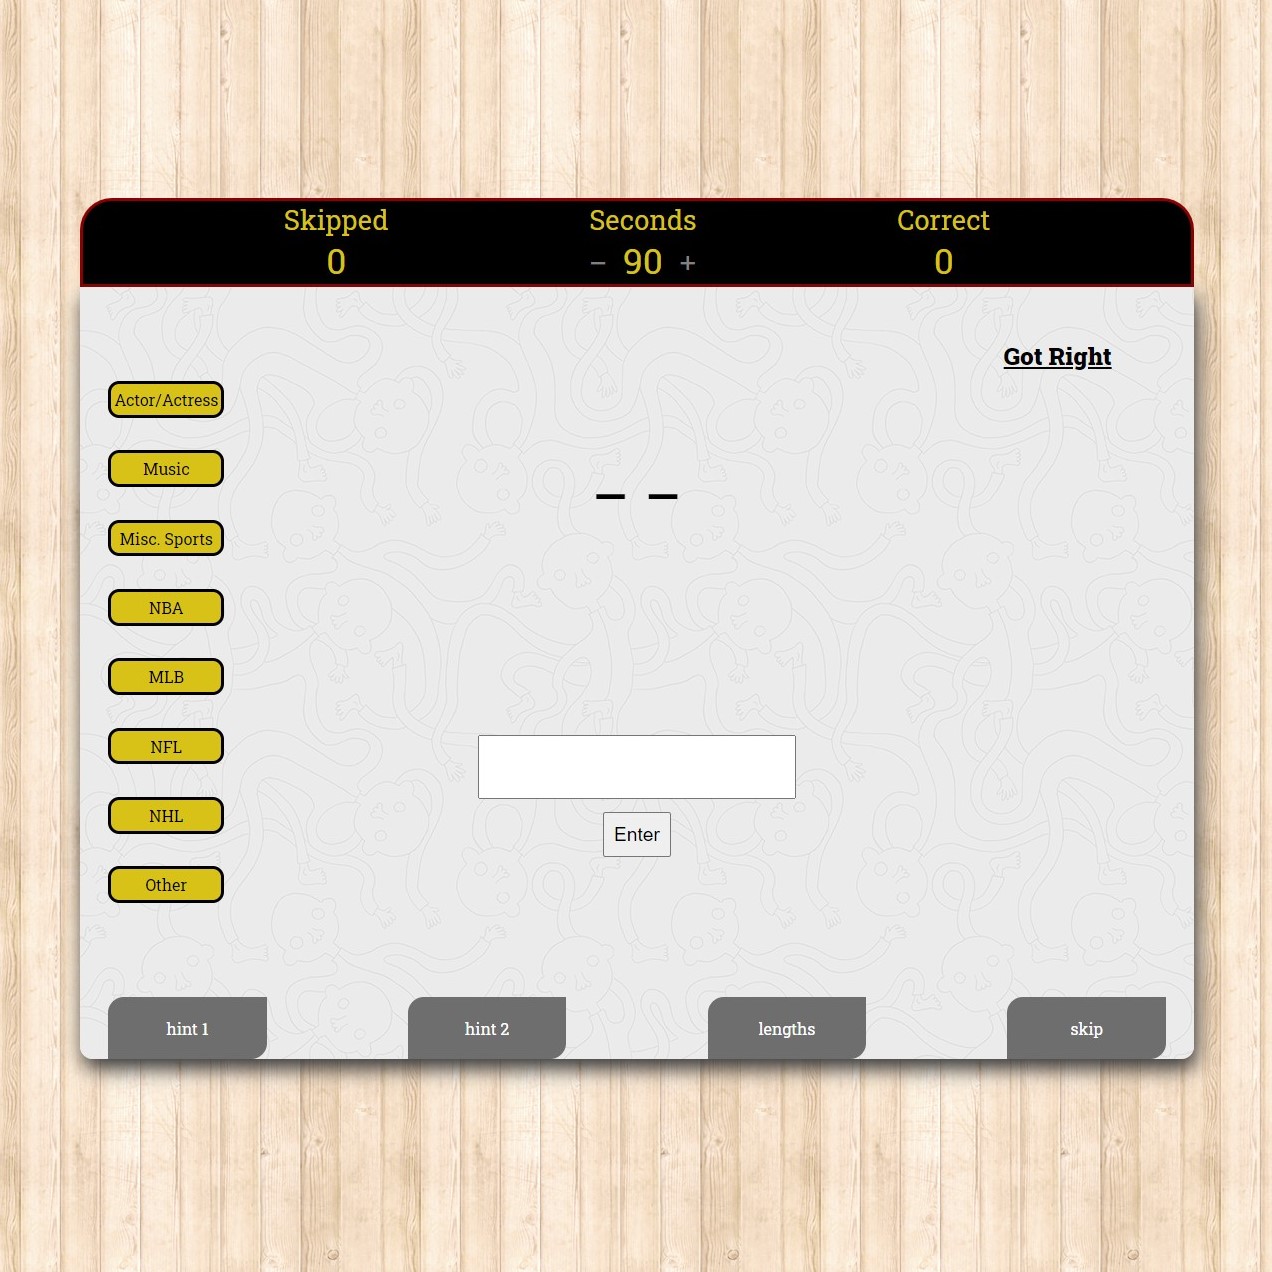 Skipped Seconds Correct
0 − 90 + 0
Got Right
Actor/Actress
Music
_ _
Misc. Sports
NBA
MLB
NFL
NHL
Enter
Other
hint 1 hint 2 lengths skip